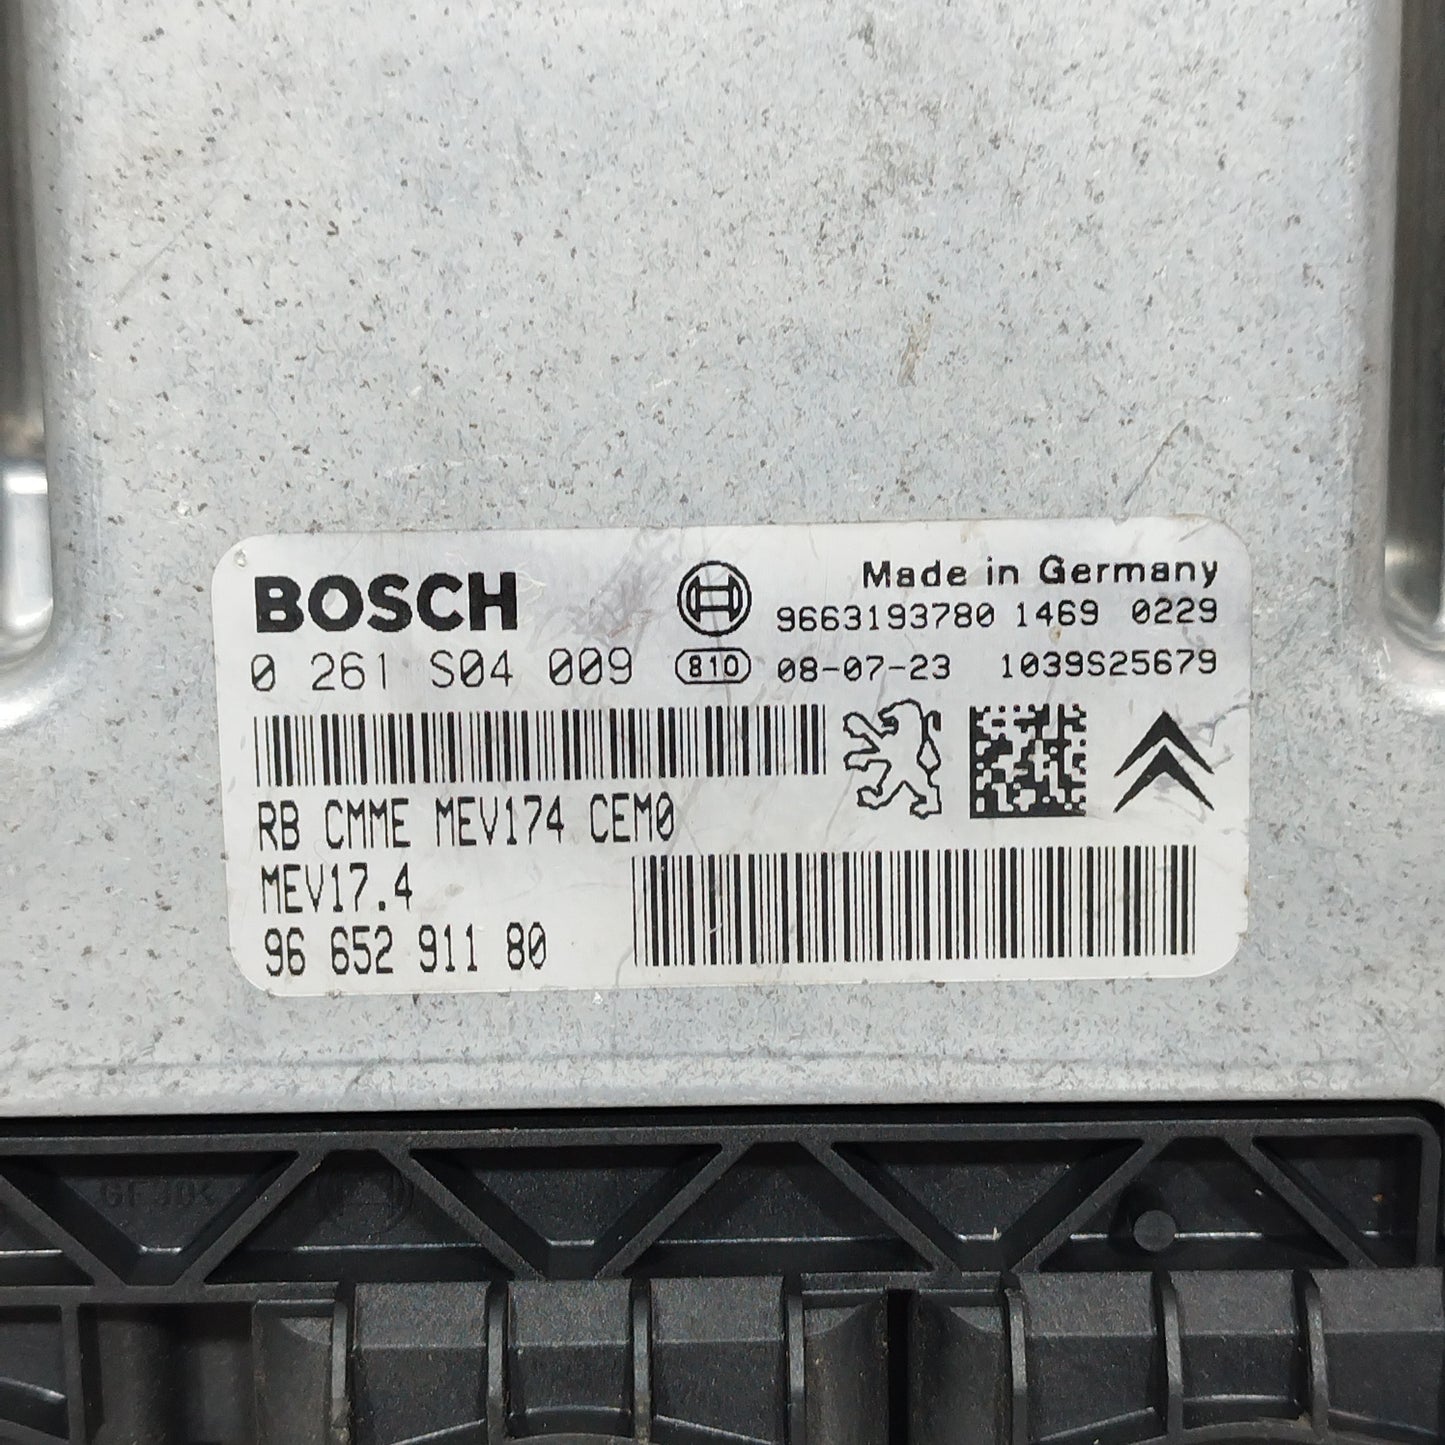 BOSCH
Made in Germany
9663193780 1469 0229
0 261 S04 009 810 08-07-23 1039S25679
RB CMME MEV174 CEM0
MEV17.4
96 652 911 80